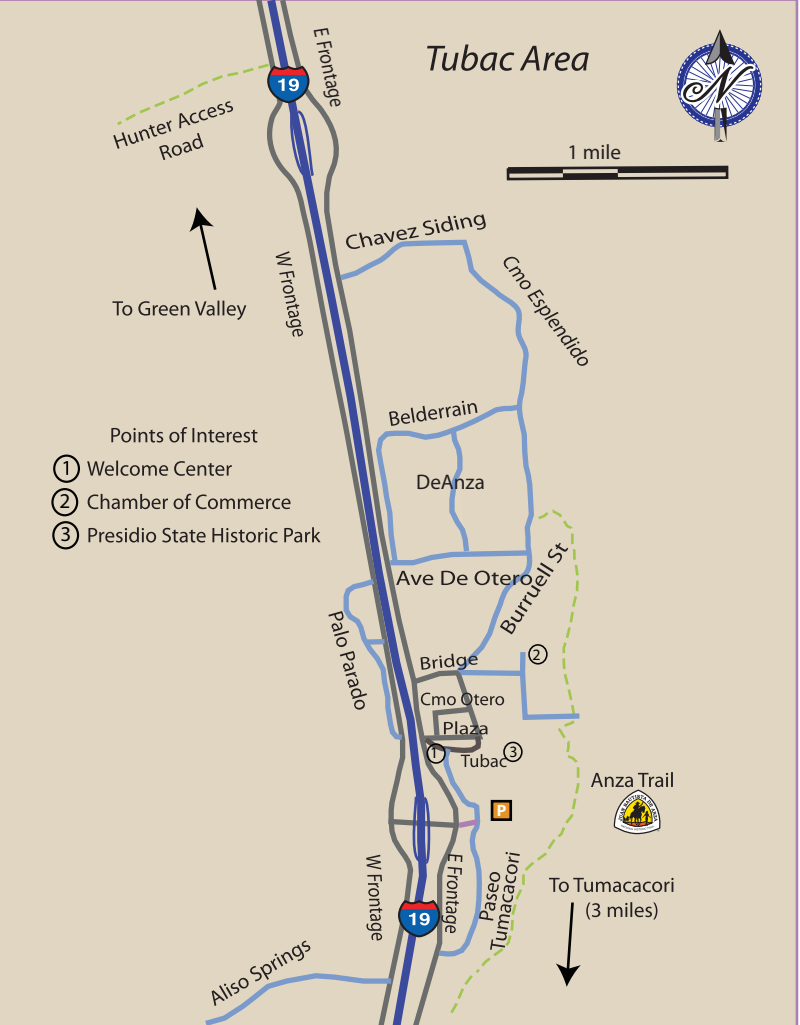 Tubac Area
N
E Frontage
19
Hunter Access
Road
1 mile
Chavez Siding
W Frontage
Cmo Esplendido
To Green Valley
Belderrain
Points of Interest
1 Welcome Center
2 Chamber of Commerce
3 Presidio State Historic Park
DeAnza
Ave De Otero
Burruell St
Palo Parado
Bridge
2
Cmo Otero
Plaza
1
Tubac
3
Anza Trail
P
W Frontage
E Frontage
Paseo
Tumacacori
To Tumacacori
(3 miles)
19
Aliso Springs